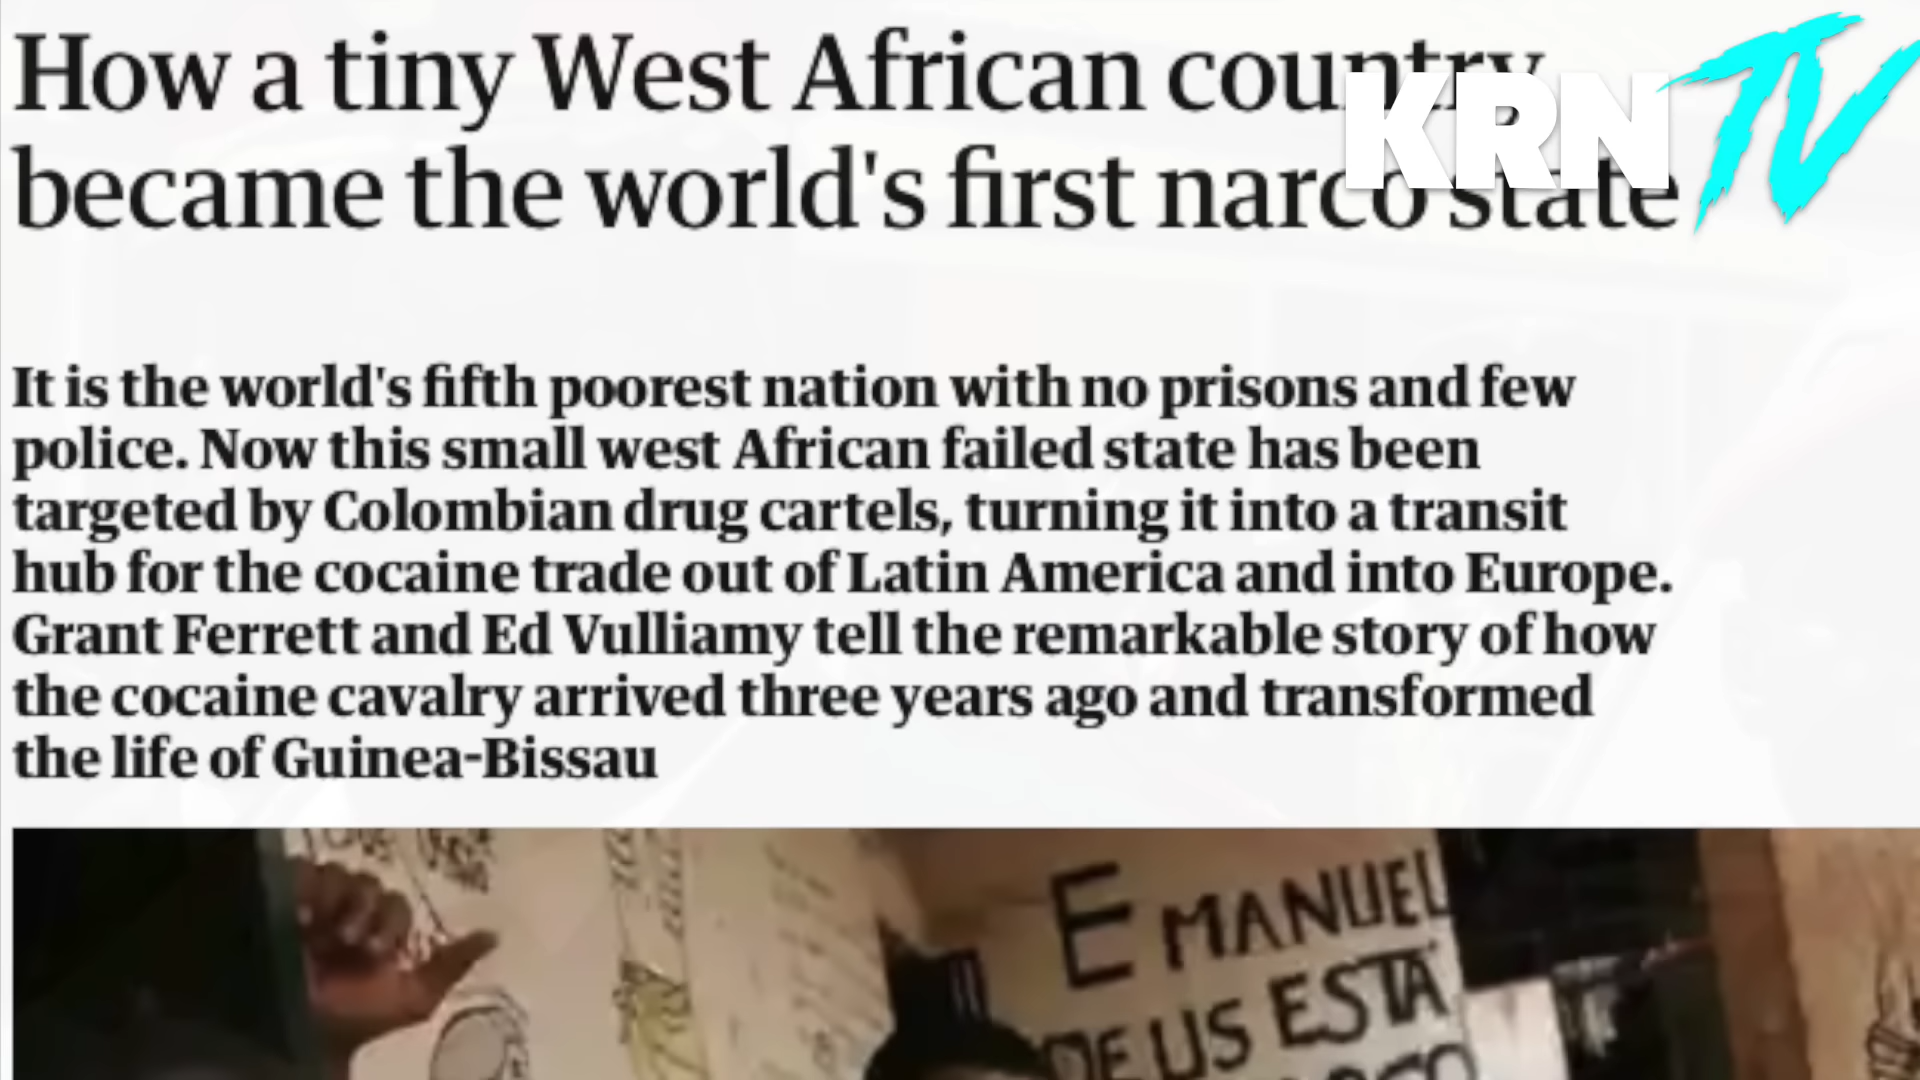 How a tiny West African country
became the world's first narco state
KRN TV
It is the world's fifth poorest nation with no prisons and few
police. Now this small west African failed state has been
targeted by Colombian drug cartels, turning it into a transit
hub for the cocaine trade out of Latin America and into Europe.
Grant Ferrett and Ed Vulliamy tell the remarkable story of how
the cocaine cavalry arrived three years ago and transformed
the life of Guinea-Bissau
EMANUEL
DEUS ESTA